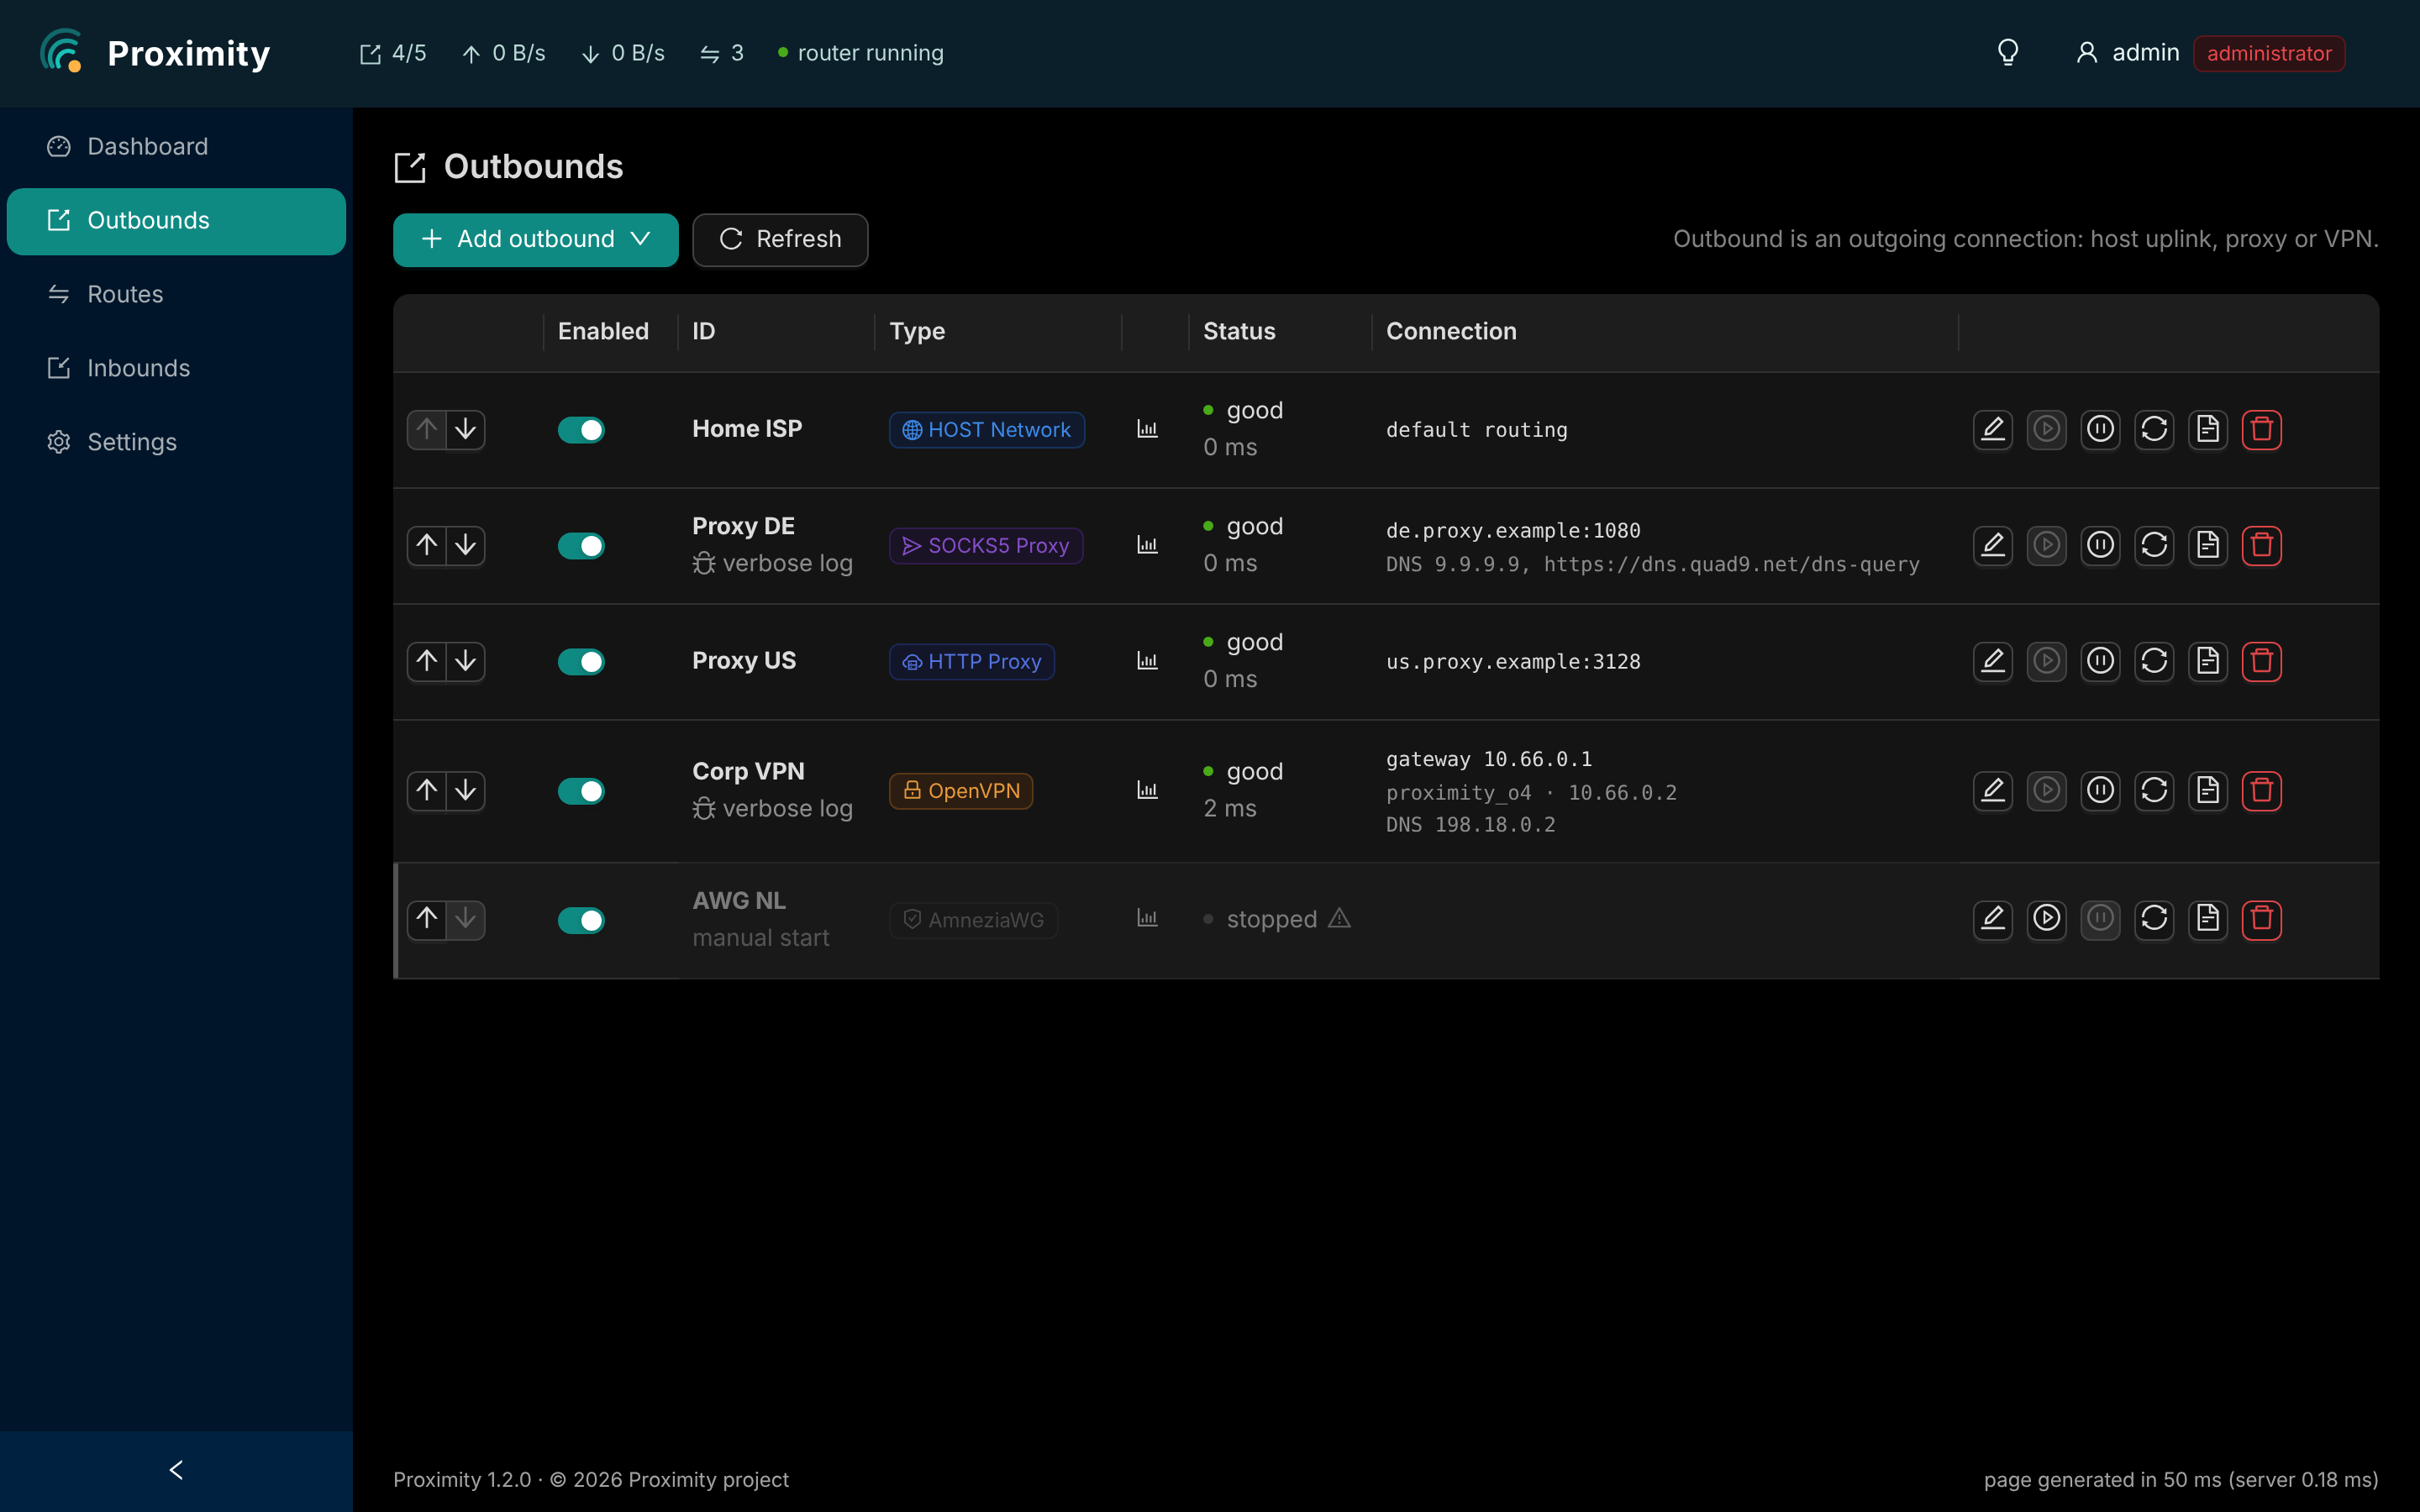 Proximity
4/5
0 B/s
0 B/s
3
router running
admin
administrator
Dashboard
Outbounds
Routes
Inbounds
Settings
Outbounds
Add outbound
Refresh
Outbound is an outgoing connection: host uplink, proxy or VPN.
Enabled
ID
Type
Status
Connection
Home ISP
HOST Network
good
0 ms
default routing
Proxy DE
verbose log
SOCKS5 Proxy
good
0 ms
de.proxy.example:1080
DNS 9.9.9.9, https://dns.quad9.net/dns-query
Proxy US
HTTP Proxy
good
0 ms
us.proxy.example:3128
Corp VPN
verbose log
OpenVPN
good
2 ms
gateway 10.66.0.1
proximity_o4 · 10.66.0.2
DNS 198.18.0.2
AWG NL
manual start
AmneziaWG
stopped
Proximity 1.2.0 · © 2026 Proximity project
page generated in 50 ms (server 0.18 ms)